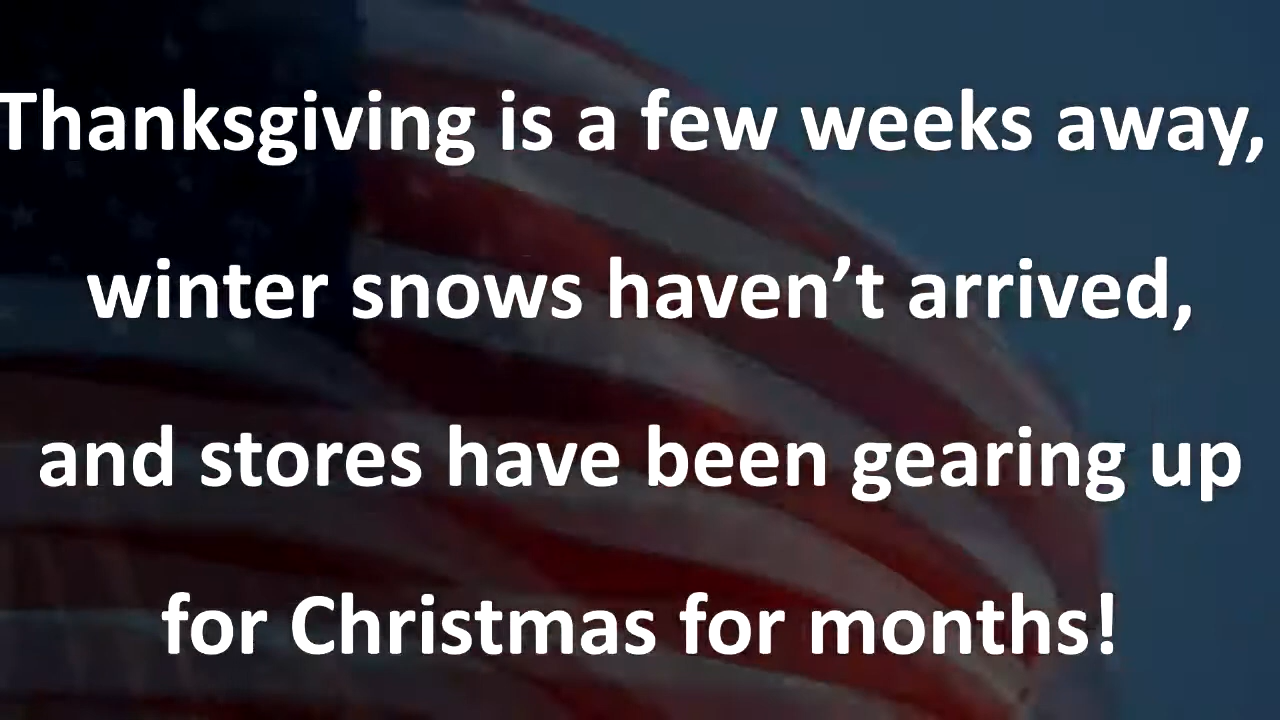 Thanksgiving is a few weeks away,
winter snows haven’t arrived,
and stores have been gearing up
for Christmas for months!